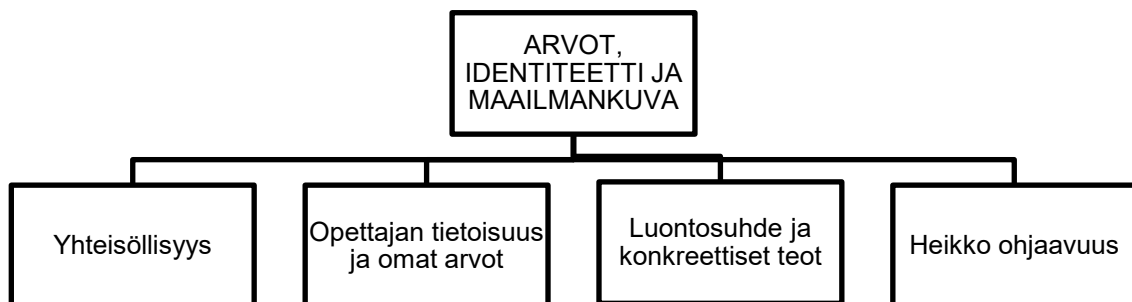 ARVOT,
IDENTITEETTI JA
MAAILMANKUVA
Yhteisöllisyys
Opettajan tietoisuus
ja omat arvot
Luontosuhde ja
konkreettiset teot
Heikko ohjaavuus